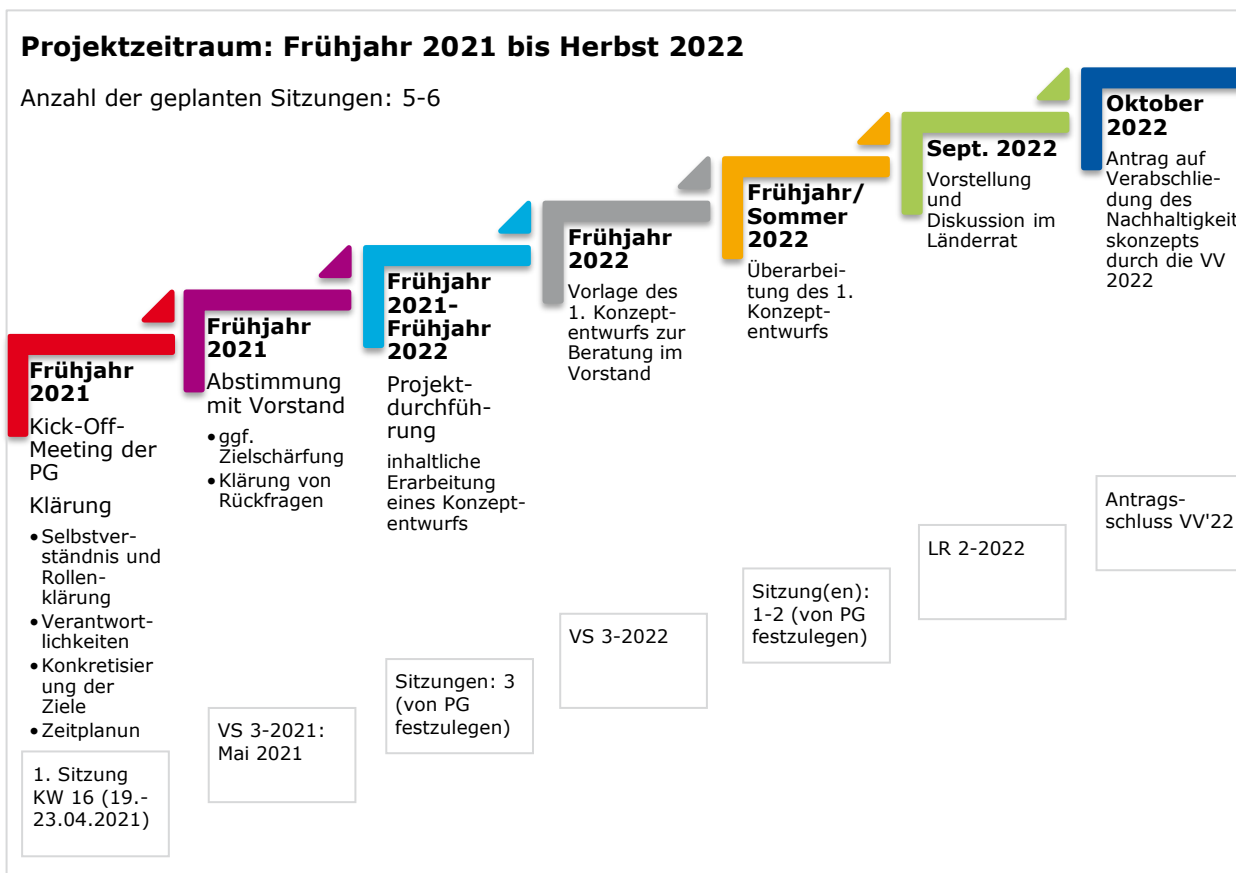 Projektzeitraum: Frühjahr 2021 bis Herbst 2022
Anzahl der geplanten Sitzungen: 5-6
Frühjahr
2021
Kick-Off-
Meeting der
PG
Klärung
•Selbstver-
ständnis und
Rollen-
klärung
•Verantwort-
lichkeiten
•Konkretisier
ung der
Ziele
•Zeitplanun
1. Sitzung
KW 16 (19.-
23.04.2021)
Frühjahr
2021
Abstimmung
mit Vorstand
•ggf.
Zielschärfung
•Klärung von
Rückfragen
VS 3-2021:
Mai 2021
Frühjahr
2021-
Frühjahr
2022
Projekt-
durchfüh-
rung
inhaltliche
Erarbeitung
eines Konzept-
entwurfs
Sitzungen: 3
(von PG
festzulegen)
Frühjahr
2022
Vorlage des
1. Konzept-
entwurfs zur
Beratung im
Vorstand
VS 3-2022
Frühjahr/
Sommer
2022
Überarbei-
tung des 1.
Konzept-
entwurfs
Sitzung(en):
1-2 (von PG
festzulegen)
Sept. 2022
Vorstellung
und
Diskussion im
Länderrat
LR 2-2022
Oktober
2022
Antrag auf
Verabschlie-
dung des
Nachhaltigkeit
skonzepts
durch die VV
2022
Antrags-
schluss VV'22